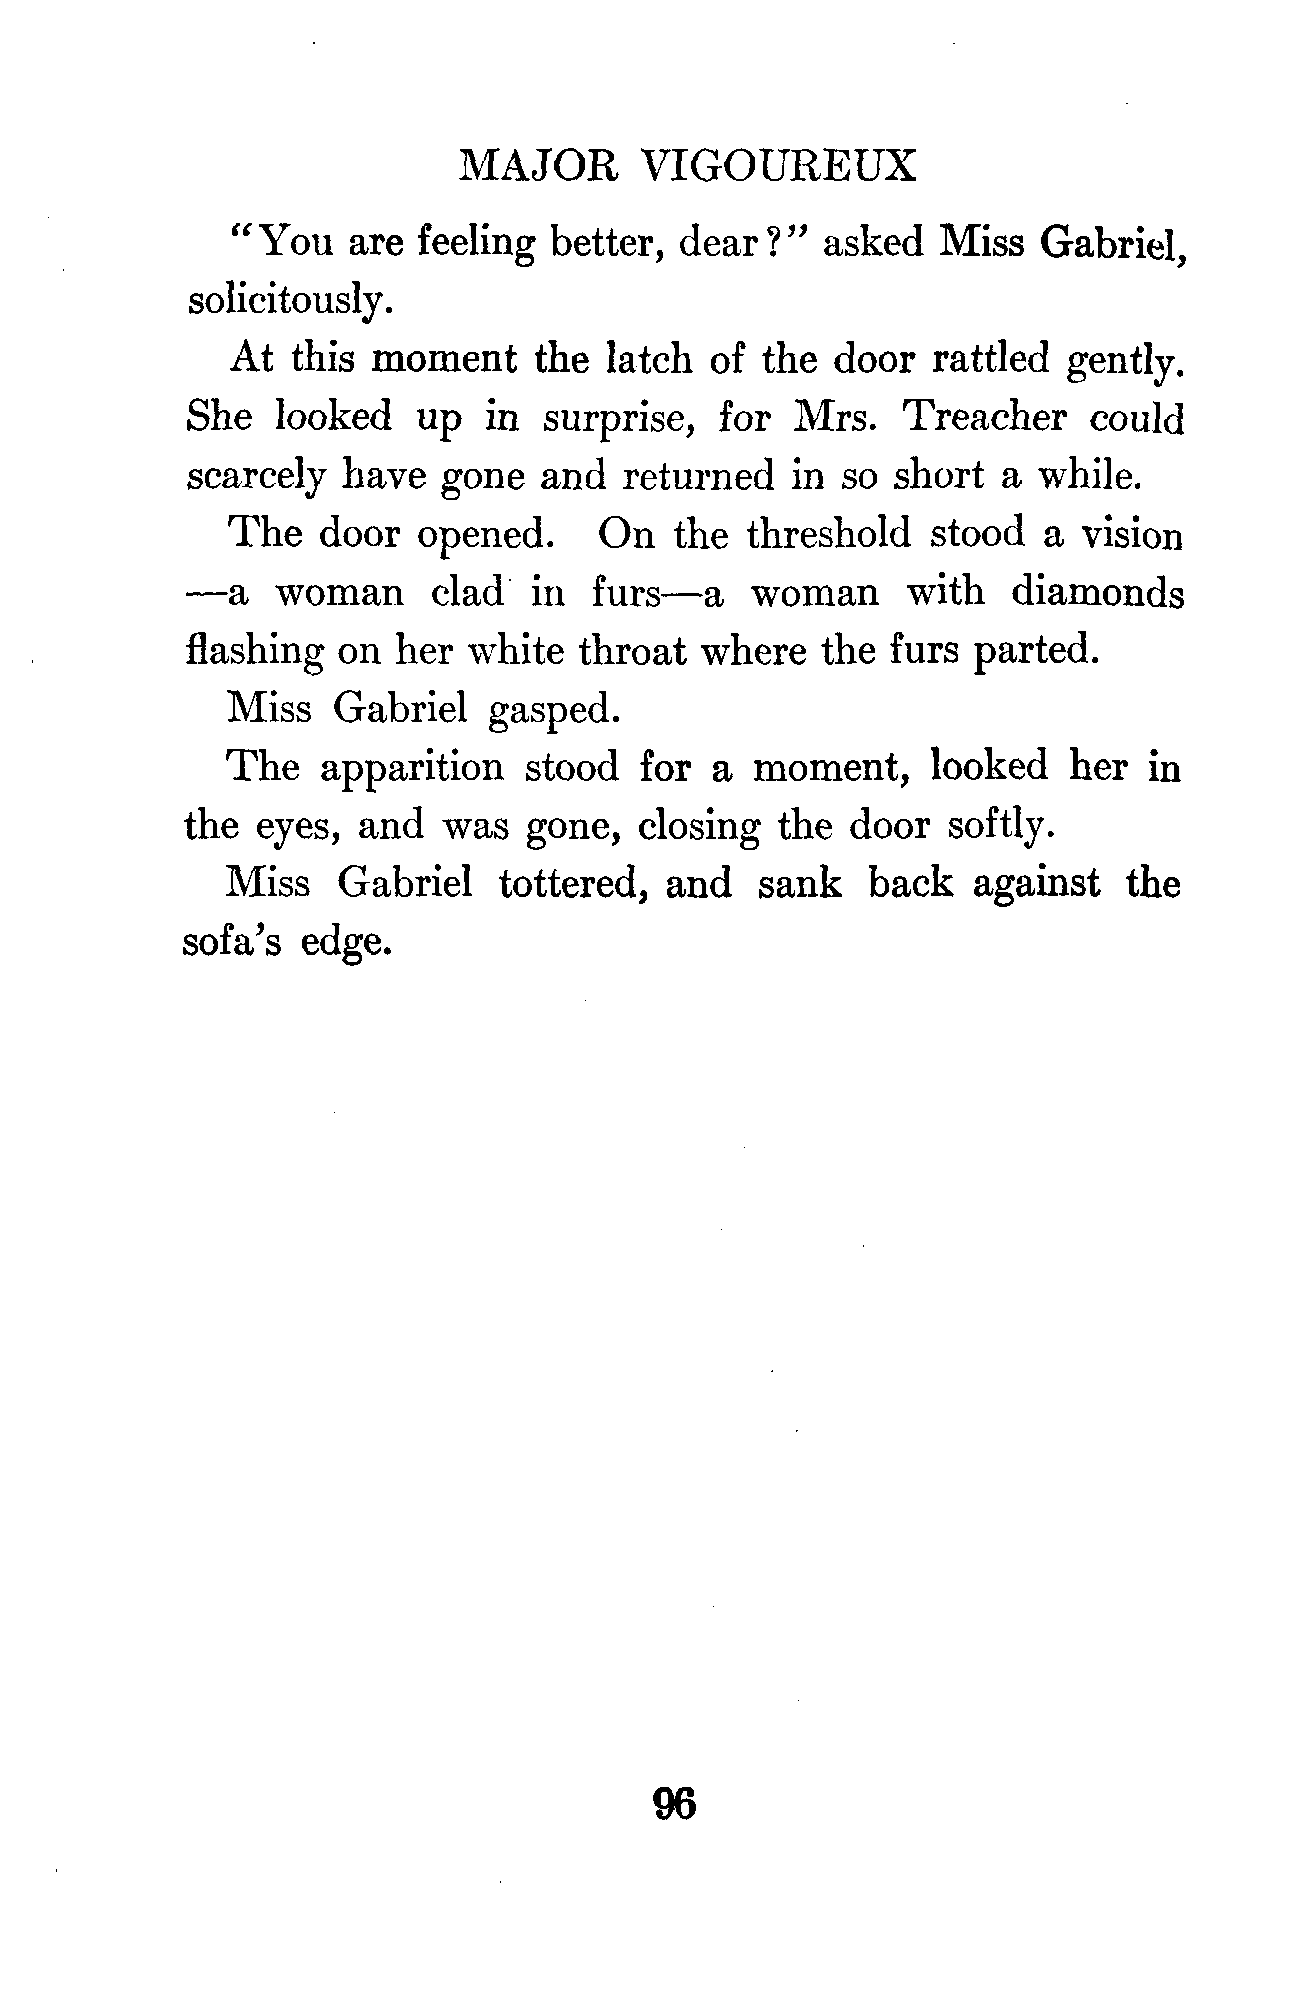 MAJOR VIGOUREUX
"You are feeling better, dear?" asked Miss Gabriel,
solicitously.
At this moment the latch of the door rattled gently.
She looked up in surprise, for Mrs. Treacher could
scarcely have gone and returned in so short a while.
The door opened. On the threshold stood a vision
—a woman clad in furs—a woman with diamonds
flashing on her white throat where the furs parted.
Miss Gabriel gasped.
The apparition stood for a moment, looked her in
the eyes, and was gone, closing the door softly.
Miss Gabriel tottered, and sank back against the
sofa's edge.
96